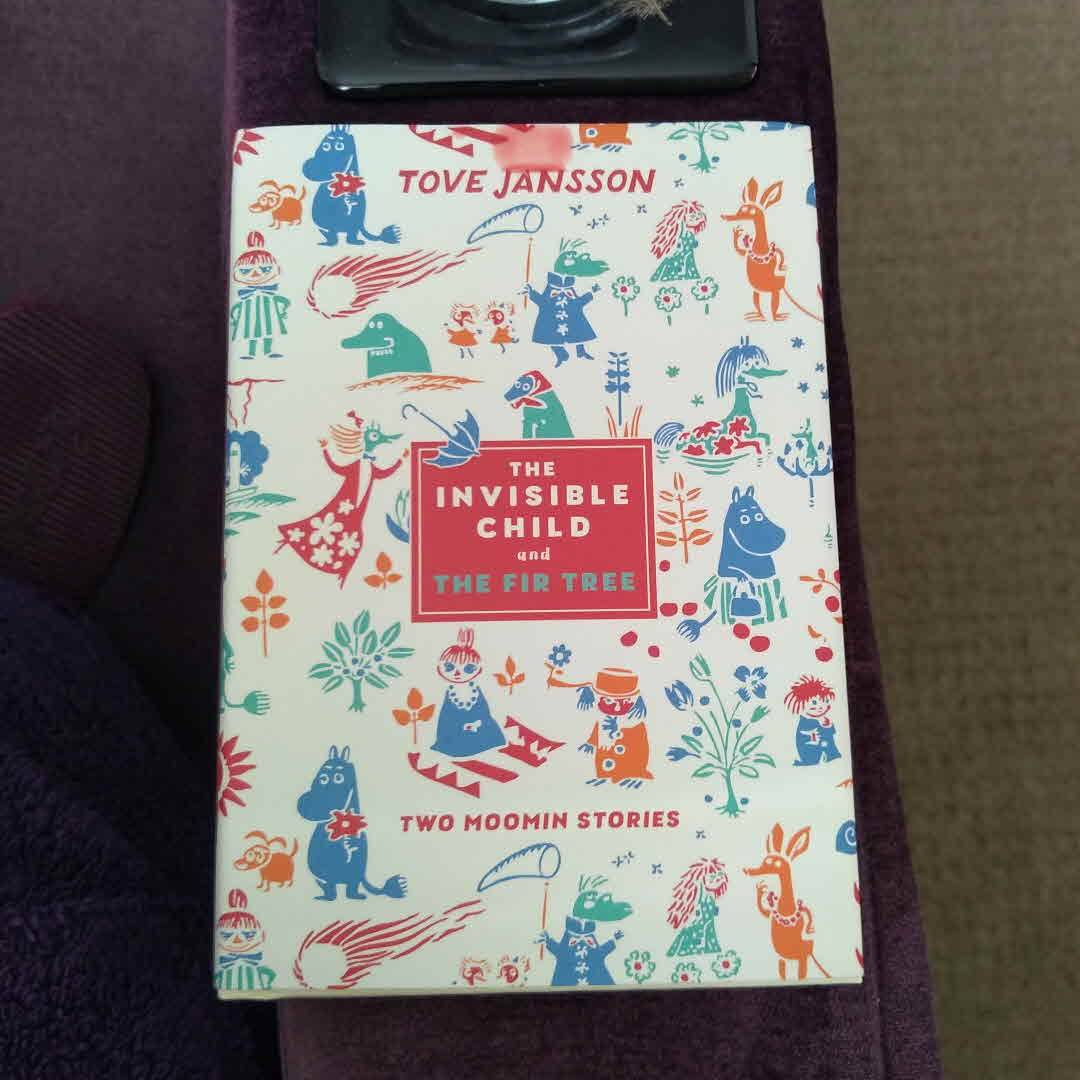 TOVE JANSSON
THE
INVISIBLE
CHILD
and
THE FIR TREE
TWO MOOMIN STORIES